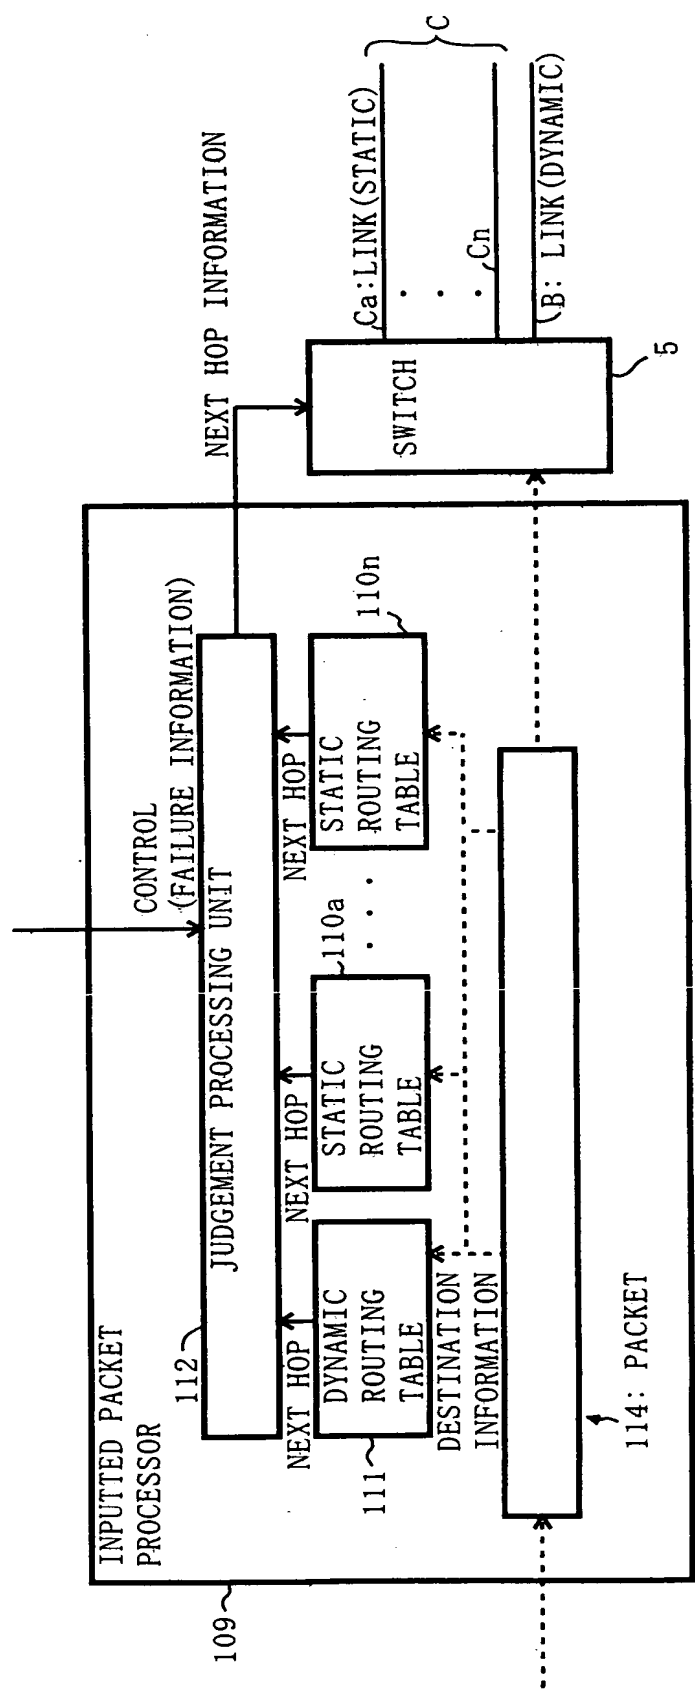 INPUTTED PACKET
PROCESSOR
109
112
JUDGEMENT PROCESSING UNIT
CONTROL
(FAILURE INFORMATION)
NEXT HOP INFORMATION
NEXT HOP
NEXT HOP
NEXT HOP
111
DYNAMIC
ROUTING
TABLE
110a
STATIC
ROUTING
TABLE
. . .
110n
STATIC
ROUTING
TABLE
DESTINATION
INFORMATION
114: PACKET
SWITCH
5
Ca:LINK(STATIC)
. . .
Cn
B: LINK(DYNAMIC)
C